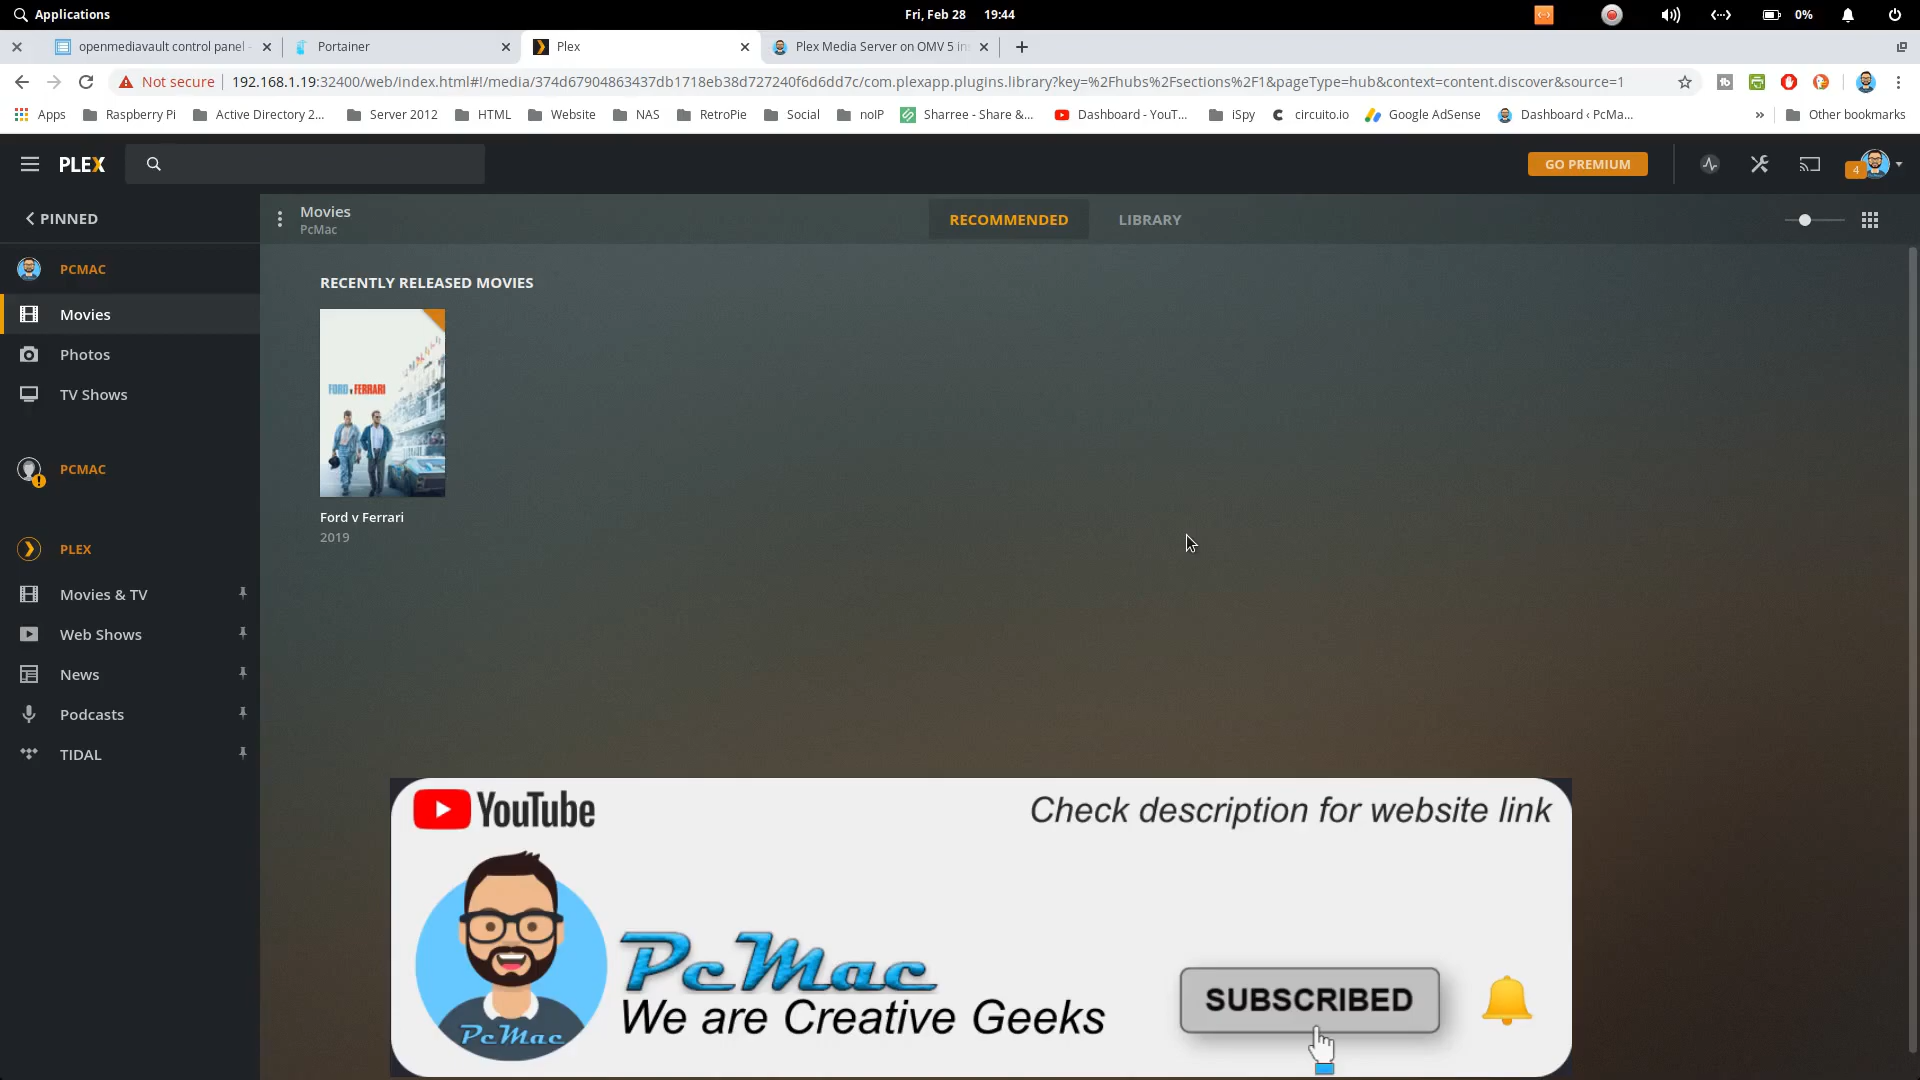 Applications
Fri, Feb 28 19:44
0%
openmediavault control panel -
Portainer
Plex
Plex Media Server on OMV 5 in
Not secure
192.168.1.19:32400/web/index.html#!/media/374d67904863437db1718eb38d727240f6d6dd7c/com.plexapp.plugins.library?key=%2Fhubs%2Fsections%2F1&pageType=hub&context=content.discover&source=1
Apps
Raspberry Pi
Active Directory 2...
Server 2012
HTML
Website
NAS
RetroPie
Social
noIP
Sharree - Share &...
Dashboard - YouT...
iSpy
circuito.io
Google AdSense
Dashboard ‹ PcMa...
»
Other bookmarks
PLEX
GO PREMIUM
4
PINNED
Movies
PcMac
RECOMMENDED
LIBRARY
PCMAC
Movies
Photos
TV Shows
PCMAC
PLEX
Movies & TV
Web Shows
News
Podcasts
TIDAL
RECENTLY RELEASED MOVIES
FORD v FERRARI
Ford v Ferrari
2019
YouTube
Check description for website link
PcMac
PcMac
We are Creative Geeks
SUBSCRIBED